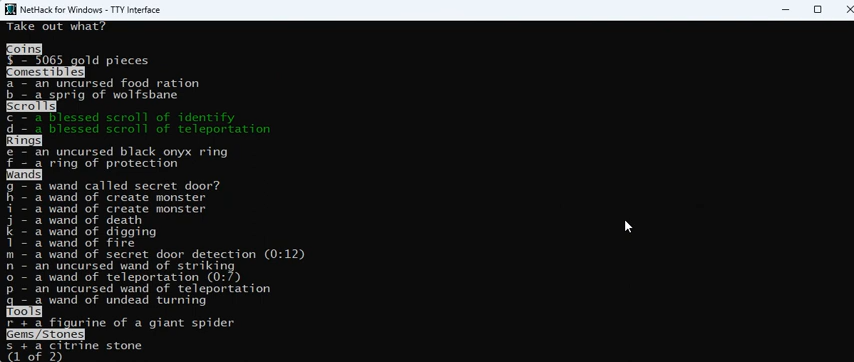 NetHack for Windows - TTY Interface
Take out what?
Coins
$ - 5065 gold pieces
Comestibles
a - an uncursed food ration
b - a sprig of wolfsbane
Scrolls
c - a blessed scroll of identify
d - a blessed scroll of teleportation
Rings
e - an uncursed black onyx ring
f - a ring of protection
Wands
g - a wand called secret door?
h - a wand of create monster
i - a wand of create monster
j - a wand of death
k - a wand of digging
l - a wand of fire
m - a wand of secret door detection (0:12)
n - an uncursed wand of striking
o - a wand of teleportation (0:7)
p - an uncursed wand of teleportation
q - a wand of undead turning
Tools
r + a figurine of a giant spider
Gems/Stones
s + a citrine stone
(1 of 2)